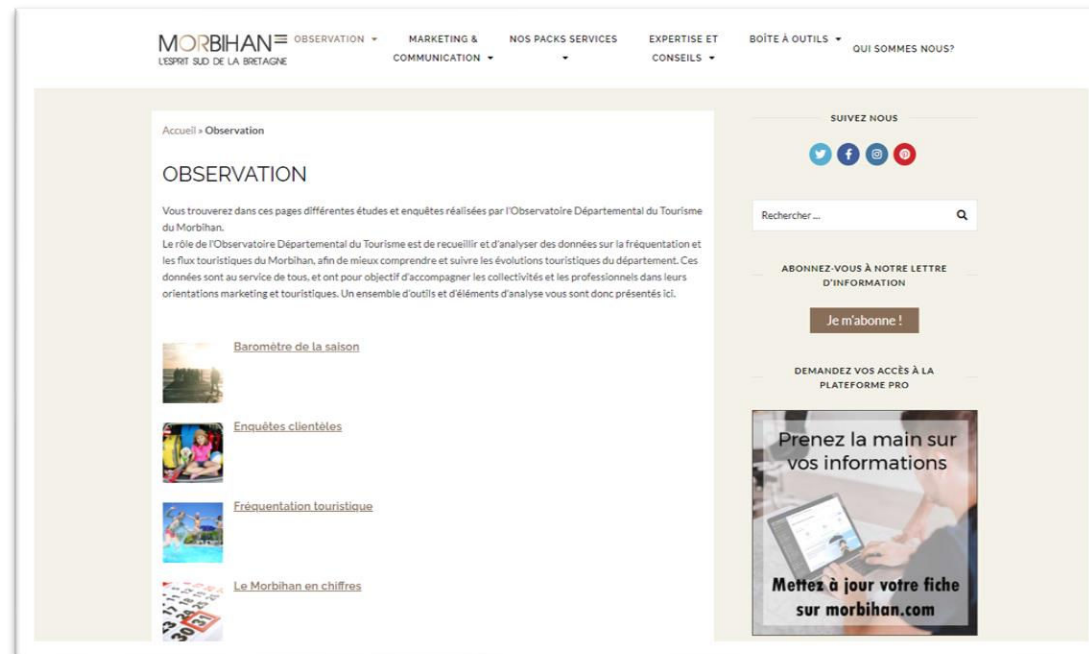 MORBIHAN
L'ESPRIT SUD DE LA BRETAGNE
OBSERVATION
MARKETING &
COMMUNICATION
NOS PACKS SERVICES
EXPERTISE ET
CONSEILS
BOÎTE À OUTILS
QUI SOMMES NOUS?
Accueil » Observation
OBSERVATION
Vous trouverez dans ces pages différentes études et enquêtes réalisées par l'Observatoire Départemental du Tourisme
du Morbihan.
Le rôle de l'Observatoire Départemental du Tourisme est de recueillir et d'analyser des données sur la fréquentation et
les flux touristiques du Morbihan, afin de mieux comprendre et suivre les évolutions touristiques du département. Ces
données sont au service de tous, et ont pour objectif d'accompagner les collectivités et les professionnels dans leurs
orientations marketing et touristiques. Un ensemble d'outils et d'éléments d'analyse vous sont donc présentés ici.
Baromètre de la saison
Enquêtes clientèles
Fréquentation touristique
Le Morbihan en chiffres
SUIVEZ NOUS
Rechercher ...
ABONNEZ-VOUS À NOTRE LETTRE
D'INFORMATION
Je m'abonne !
DEMANDEZ VOS ACCÈS À LA
PLATEFORME PRO
Prenez la main sur
vos informations
Mettez à jour votre fiche
sur morbihan.com